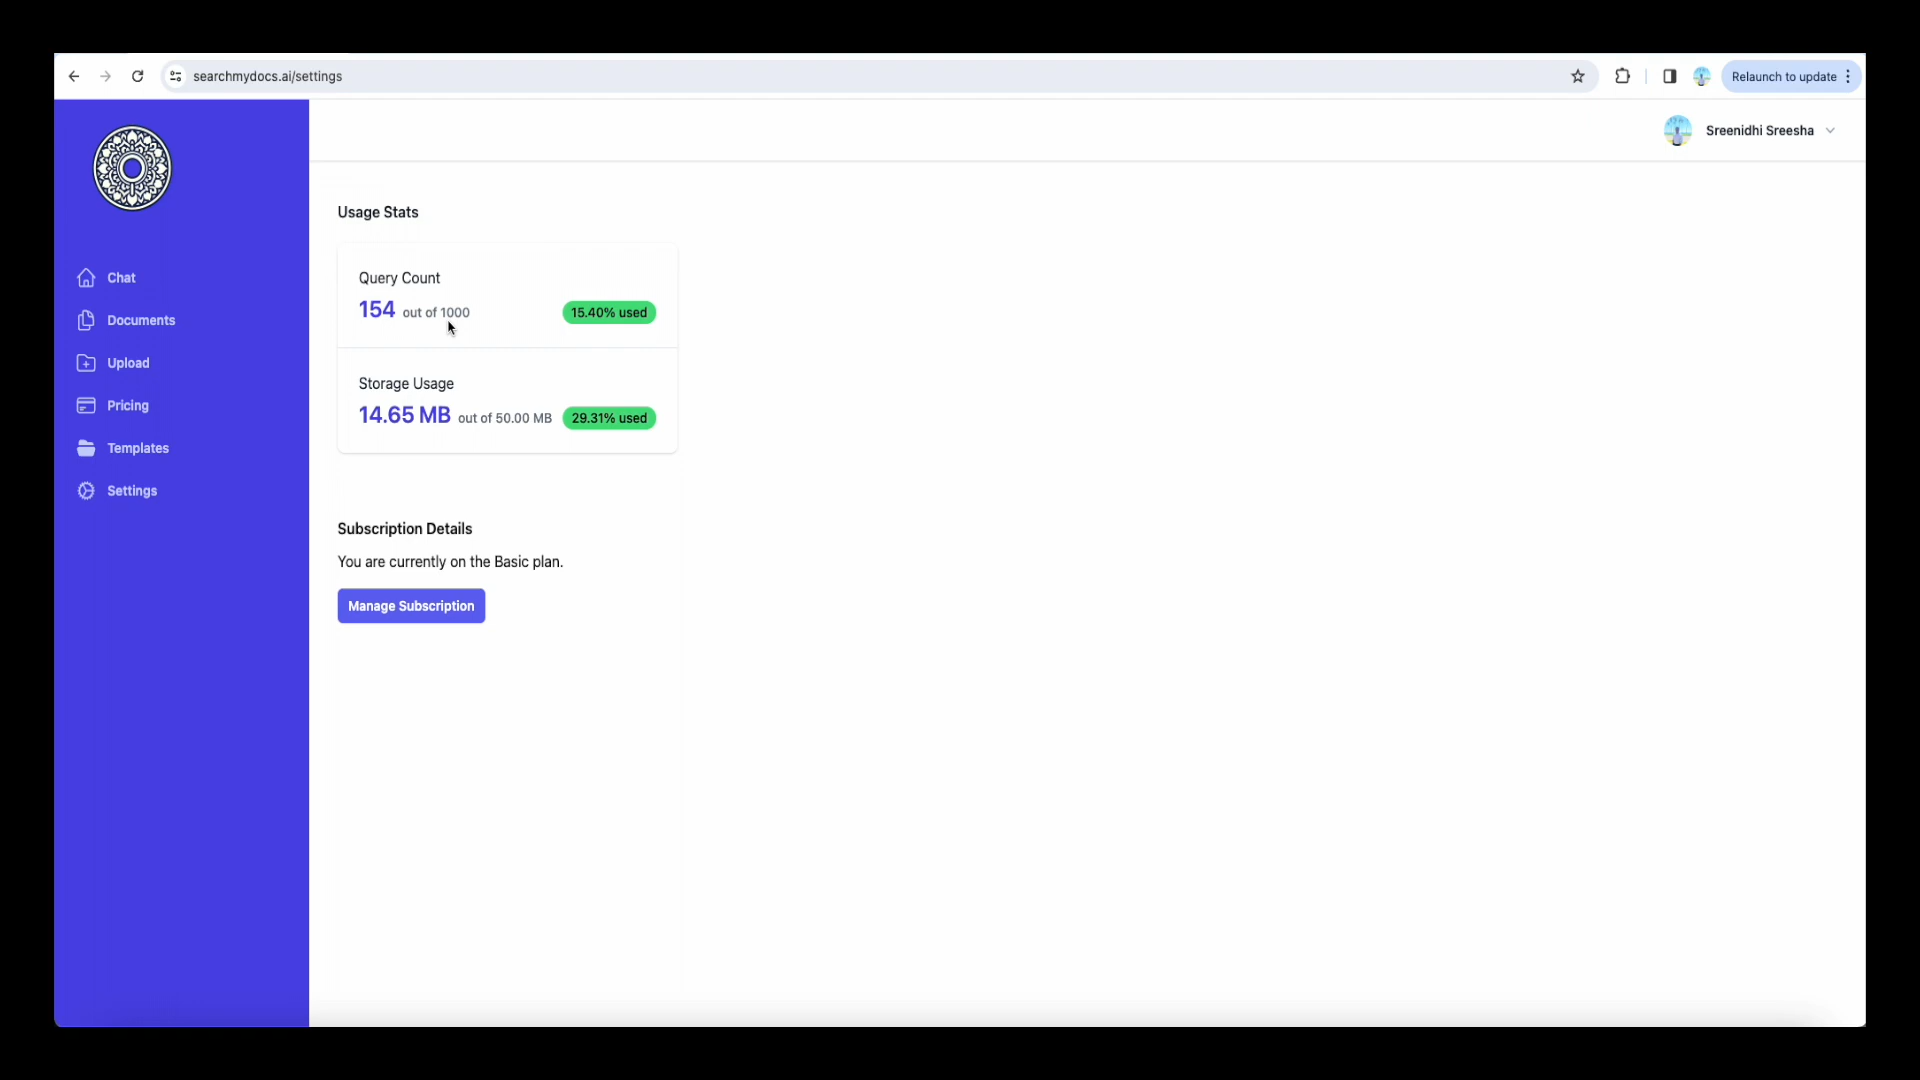 searchmydocs.ai/settings
Relaunch to update
Sreenidhi Sreesha
Chat
Documents
Upload
Pricing
Templates
Settings
Usage Stats
Query Count
154 out of 1000
15.40% used
Storage Usage
14.65 MB out of 50.00 MB
29.31% used
Subscription Details
You are currently on the Basic plan.
Manage Subscription